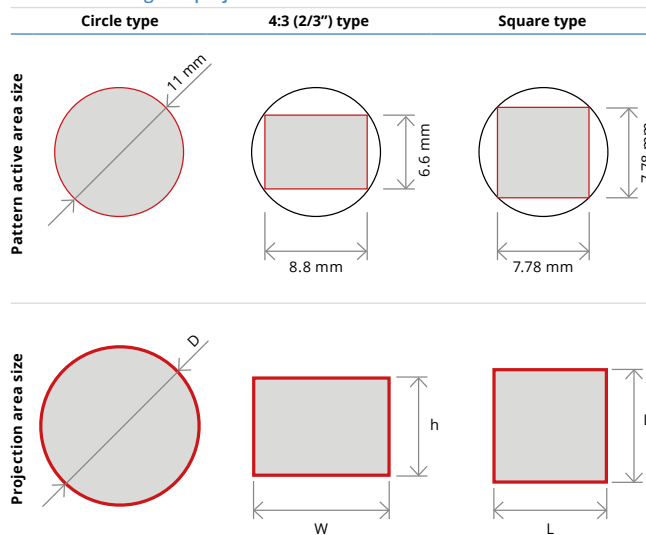 Circle type
4:3 (2/3”) type
Square type
Pattern active area size
11 mm
6.6 mm
8.8 mm
7.78 mm
Projection area size
D
h
W
L